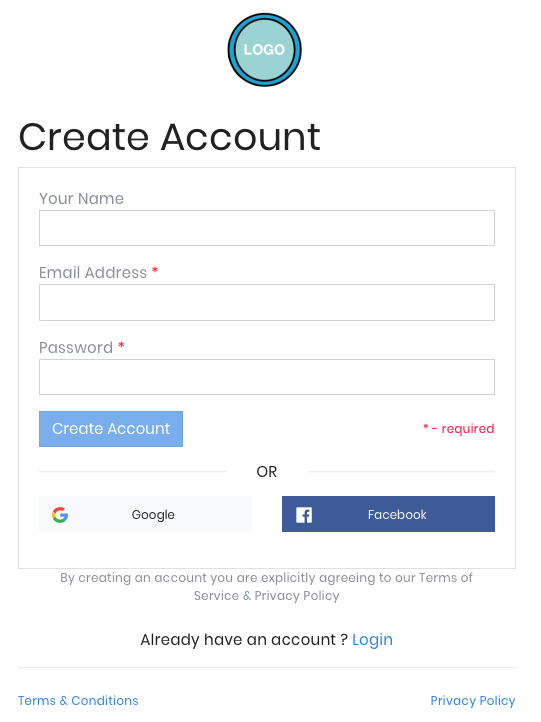 LOGO
Create Account
Your Name
Email Address *
Password *
Create Account
* - required
OR
Google
Facebook
By creating an account you are explicitly agreeing to our Terms of
Service & Privacy Policy
Already have an account ? Login
Terms & Conditions
Privacy Policy